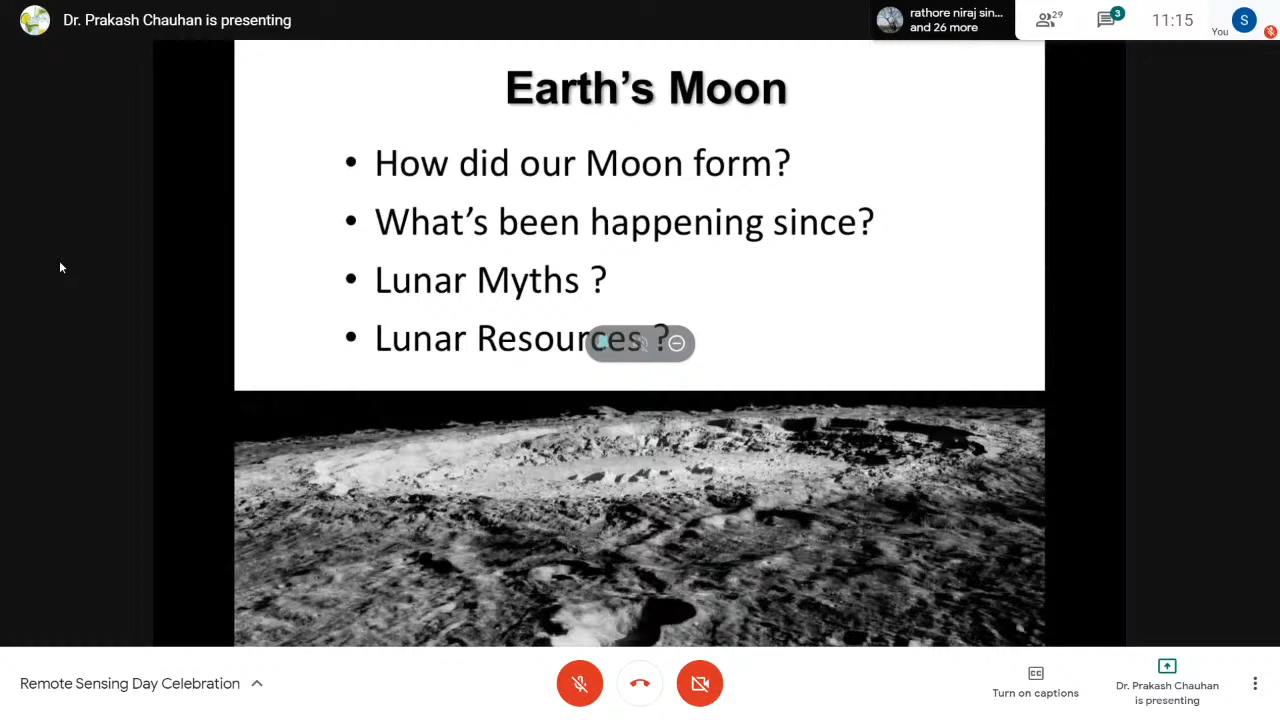 Dr. Prakash Chauhan is presenting
rathore niraj sin...
and 26 more
29
3
11:15
You
S
Earth's Moon
• How did our Moon form?
• What's been happening since?
• Lunar Myths ?
• Lunar Resources ?
Remote Sensing Day Celebration
CC
Turn on captions
Dr. Prakash Chauhan
is presenting